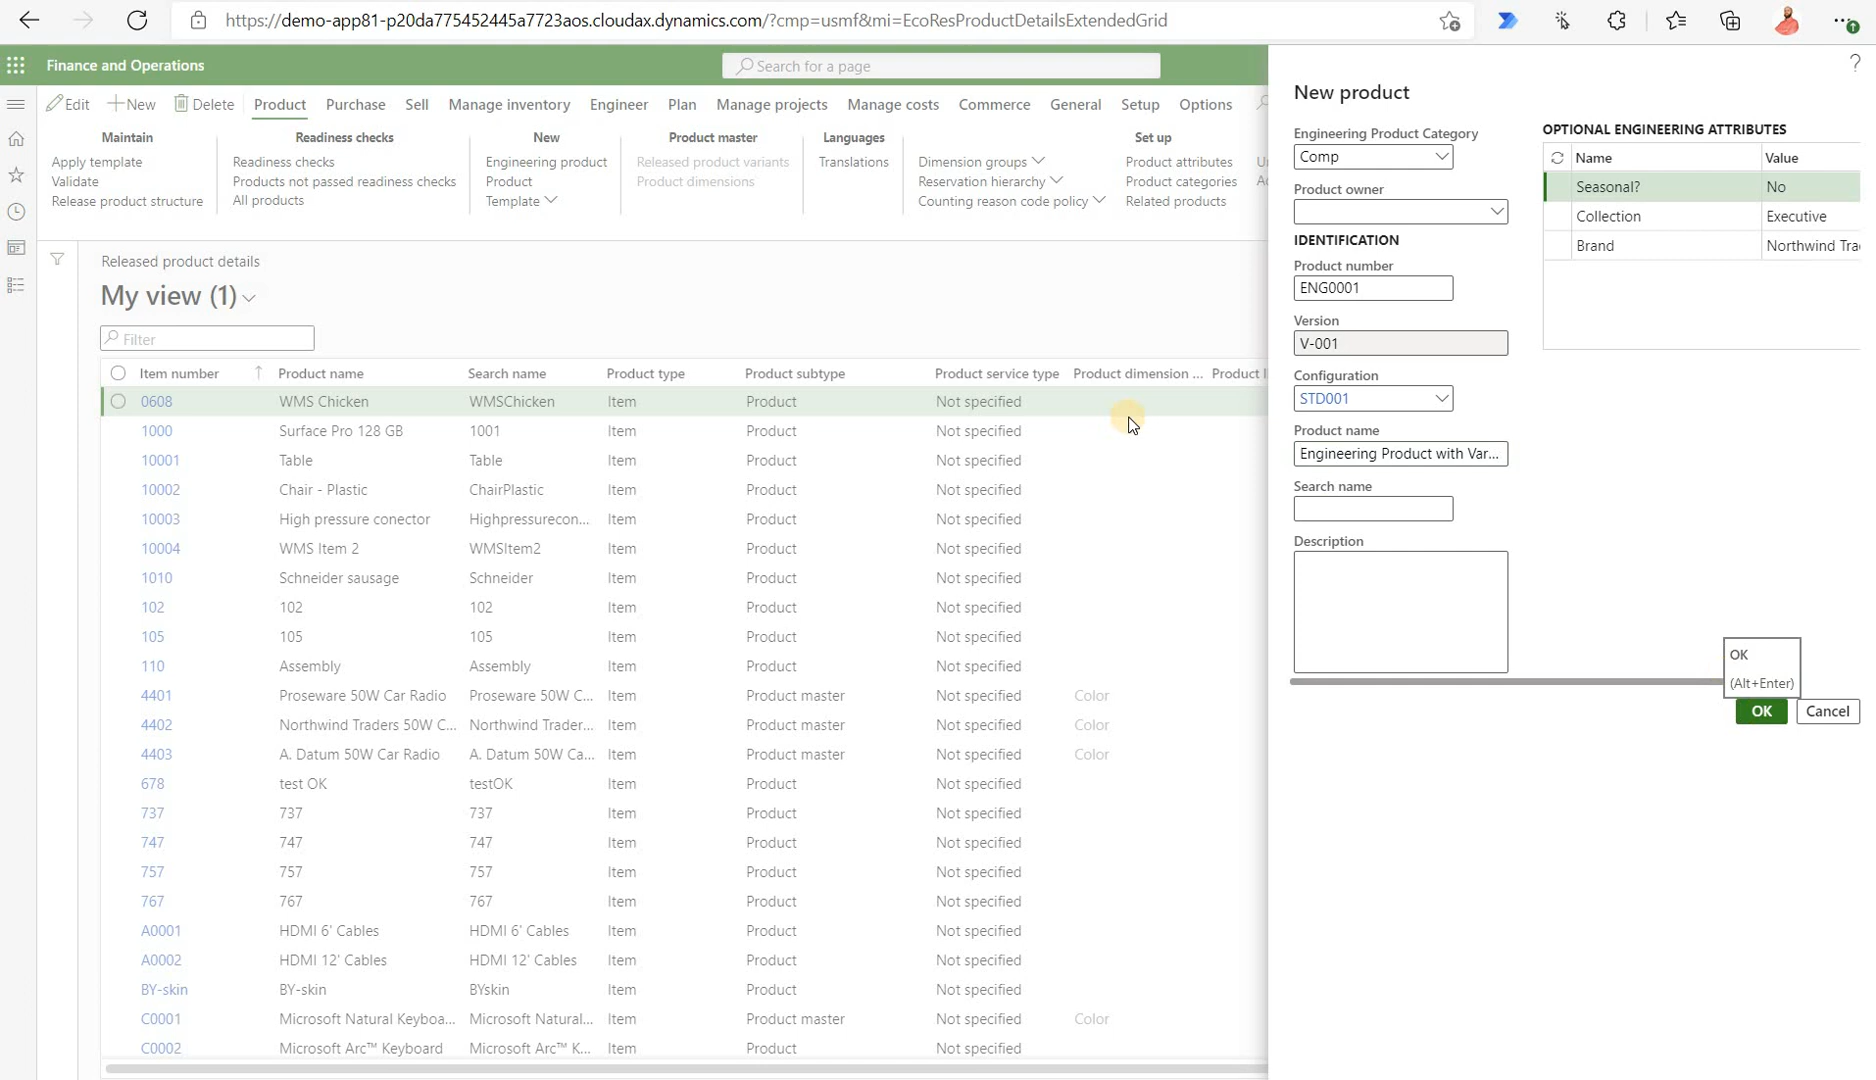 https://demo-app81-p20da775452445a7723aos.cloudax.dynamics.com/?cmp=usmf&mi=EcoResProductDetailsExtendedGrid
Finance and Operations
Search for a page
?
Edit New Delete Product Purchase Sell Manage inventory Engineer Plan Manage projects Manage costs Commerce General Setup Options
Maintain
Apply template
Validate
Release product structure
Readiness checks
Readiness checks
Products not passed readiness checks
All products
New
Engineering product
Product
Template
Product master
Released product variants
Product dimensions
Languages
Translations
Set up
Dimension groups
Reservation hierarchy
Counting reason code policy
Product attributes
Product categories
Related products
Released product details
My view (1)
Filter
Item number Product name Search name Product type Product subtype Product service type Product dimension ...
0608 WMS Chicken WMSChicken Item Product Not specified
1000 Surface Pro 128 GB 1001 Item Product Not specified
10001 Table Table Item Product Not specified
10002 Chair - Plastic ChairPlastic Item Product Not specified
10003 High pressure conector Highpressurecon... Item Product Not specified
10004 WMS Item 2 WMSItem2 Item Product Not specified
1010 Schneider sausage Schneider Item Product Not specified
102 102 102 Item Product Not specified
105 105 105 Item Product Not specified
110 Assembly Assembly Item Product Not specified
4401 Proseware 50W Car Radio Proseware 50W C... Item Product master Not specified Color
4402 Northwind Traders 50W C... Northwind Trader... Item Product master Not specified Color
4403 A. Datum 50W Car Radio A. Datum 50W Ca... Item Product master Not specified Color
678 test OK testOK Item Product Not specified
737 737 737 Item Product Not specified
747 747 747 Item Product Not specified
757 757 757 Item Product Not specified
767 767 767 Item Product Not specified
A0001 HDMI 6' Cables HDMI 6' Cables Item Product Not specified
A0002 HDMI 12' Cables HDMI 12' Cables Item Product Not specified
BY-skin BY-skin BYskin Item Product Not specified
C0001 Microsoft Natural Keyboa... Microsoft Natural... Item Product master Not specified Color
C0002 Microsoft Arc™ Keyboard Microsoft Arc™ K... Item Product Not specified
New product
Engineering Product Category
Comp
Product owner
IDENTIFICATION
Product number
ENG0001
Version
V-001
Configuration
STD001
Product name
Engineering Product with Var...
Search name
Description
OPTIONAL ENGINEERING ATTRIBUTES
Name Value
Seasonal? No
Collection Executive
Brand Northwind
OK
(Alt+Enter)
OK Cancel